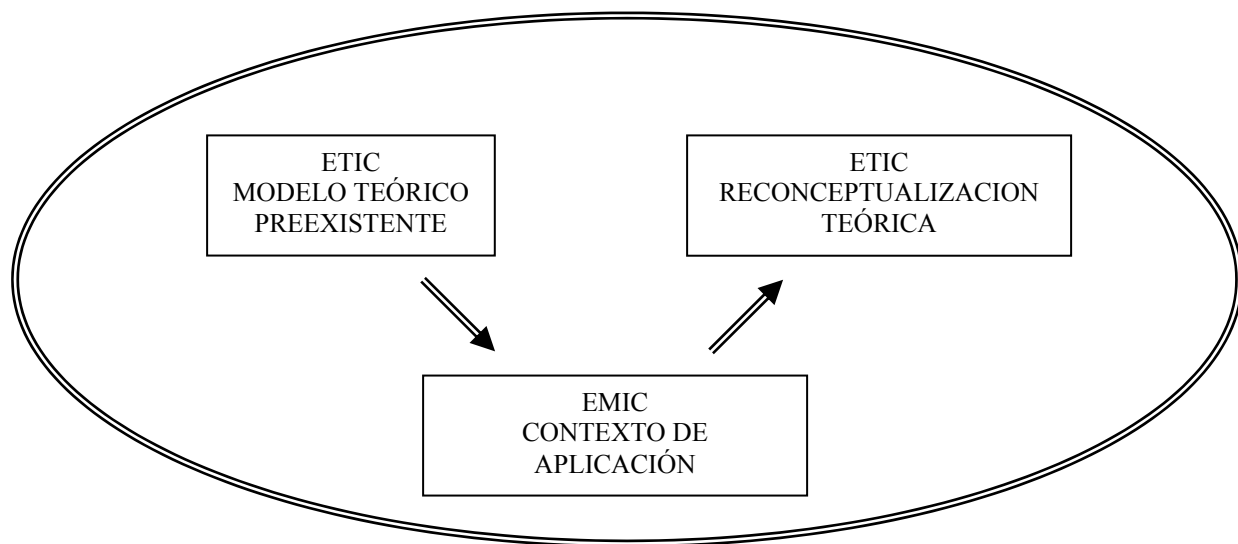 ETIC
MODELO TEÓRICO
PREEXISTENTE
ETIC
RECONCEPTUALIZACION
TEÓRICA
EMIC
CONTEXTO DE
APLICACIÓN